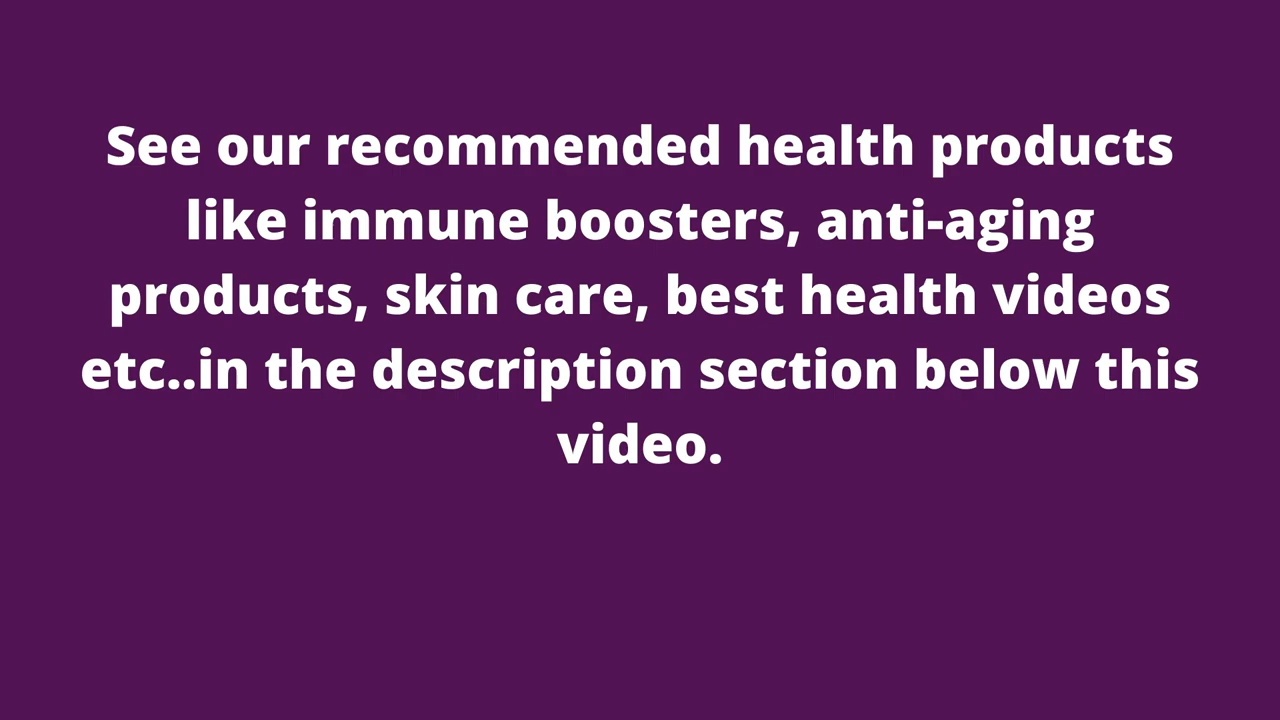 See our recommended health products
like immune boosters, anti-aging
products, skin care, best health videos
etc..in the description section below this
video.